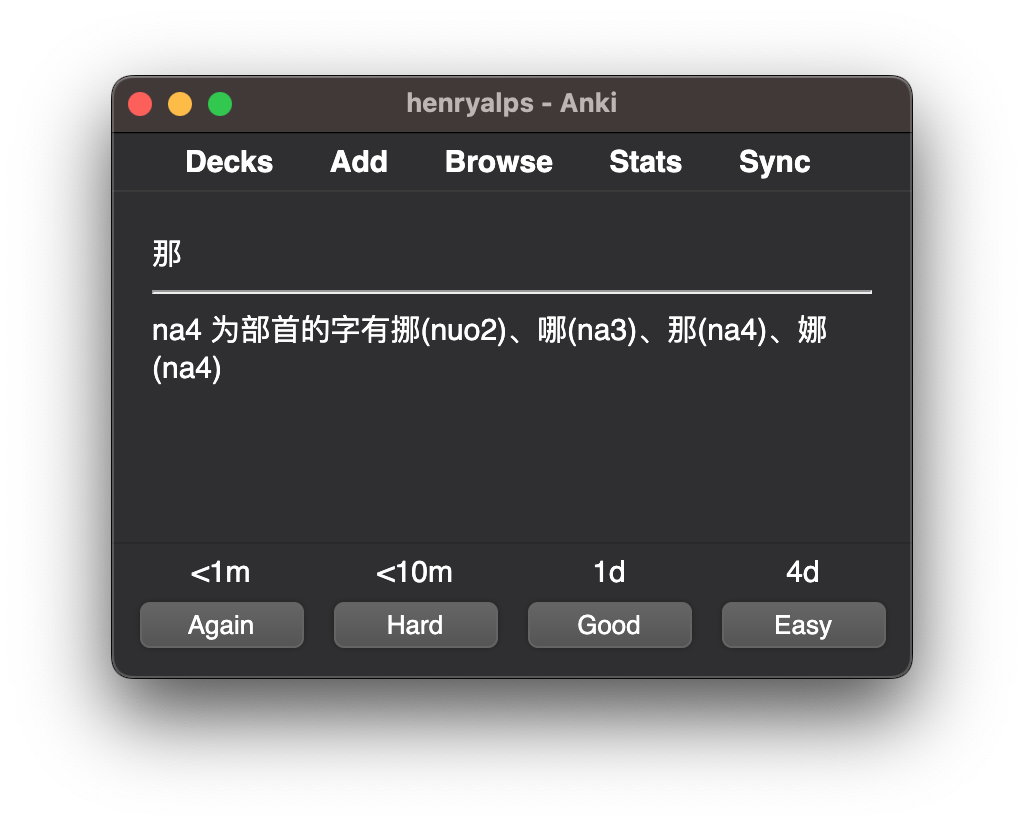 henryalps - Anki
Decks Add Browse Stats Sync
那
na4 为部首的字有挪(nuo2)、哪(na3)、那(na4)、娜
(na4)
<1m <10m 1d 4d
Again Hard Good Easy